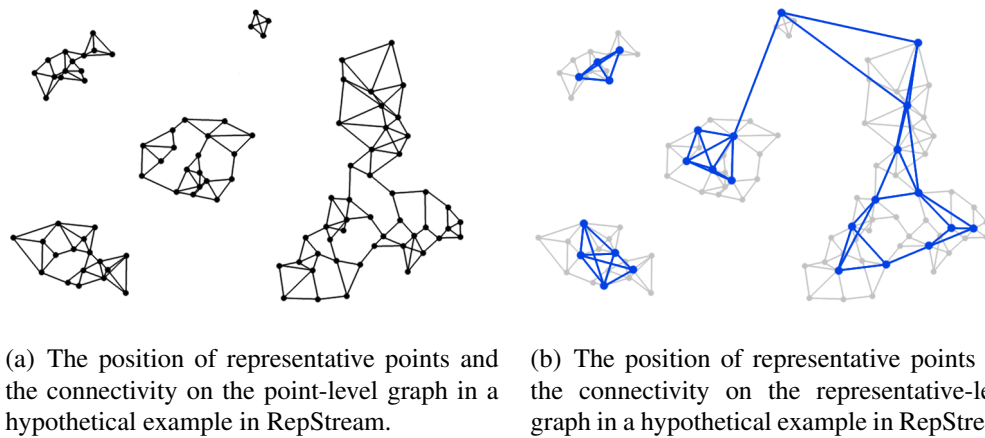 (a) The position of representative points and
the connectivity on the point-level graph in a
hypothetical example in RepStream.
(b) The position of representative points
the connectivity on the representative-le
graph in a hypothetical example in RepStre